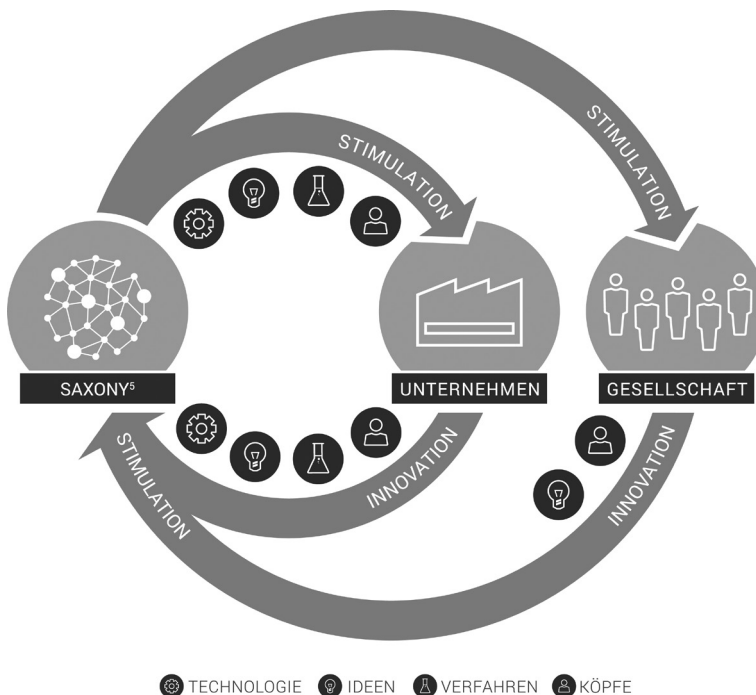 STIMULATION
STIMULATION
SAXONY⁵
UNTERNEHMEN
GESELLSCHAFT
STIMULATION
INNOVATION
INNOVATION
TECHNOLOGIE IDEEN VERFAHREN KÖPFE